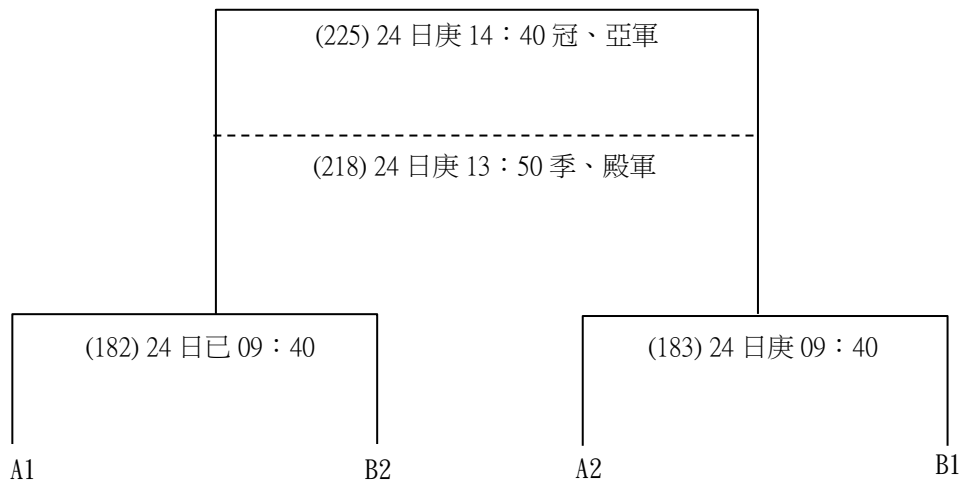 (225) 24 日庚 14：40 冠、亞軍
(218) 24 日庚 13：50 季、殿軍
(182) 24 日已 09：40
(183) 24 日庚 09：40
A1
B2
A2
B1